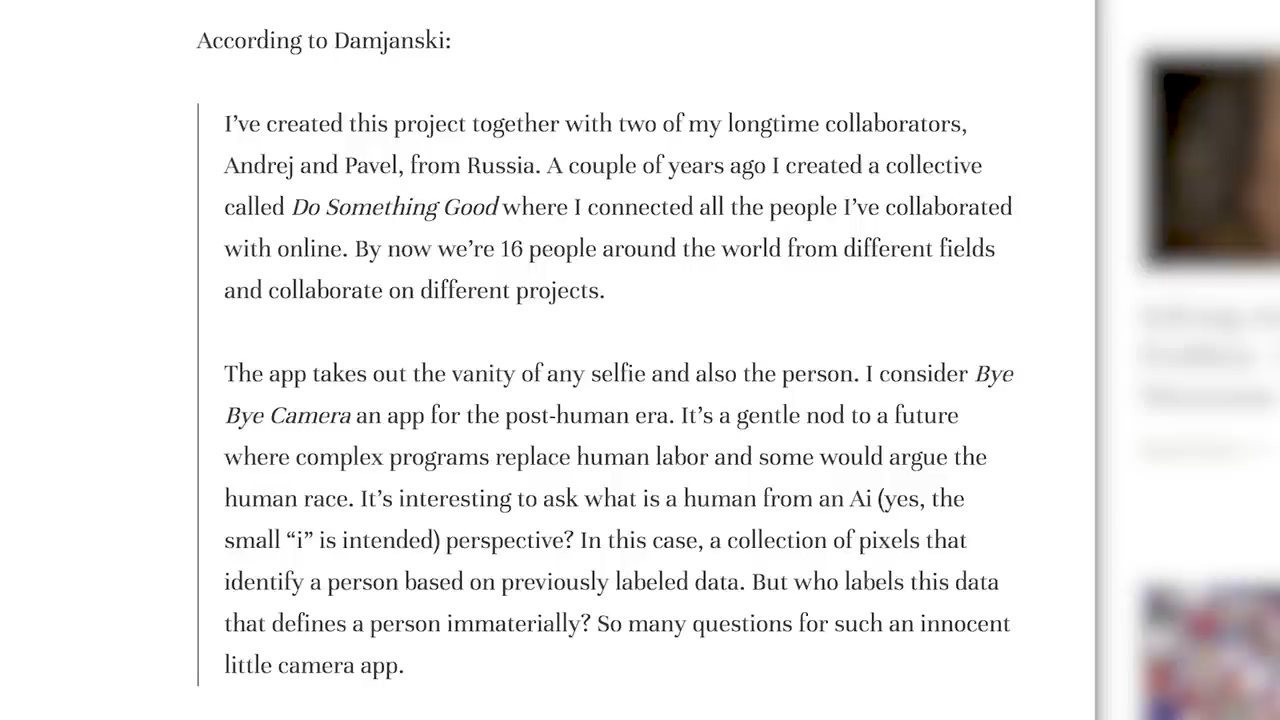 According to Damjanski:
I’ve created this project together with two of my longtime collaborators,
Andrej and Pavel, from Russia. A couple of years ago I created a collective
called Do Something Good where I connected all the people I’ve collaborated
with online. By now we’re 16 people around the world from different fields
and collaborate on different projects.
The app takes out the vanity of any selfie and also the person. I consider Bye
Bye Camera an app for the post-human era. It’s a gentle nod to a future
where complex programs replace human labor and some would argue the
human race. It’s interesting to ask what is a human from an Ai (yes, the
small “i” is intended) perspective? In this case, a collection of pixels that
identify a person based on previously labeled data. But who labels this data
that defines a person immaterially? So many questions for such an innocent
little camera app.